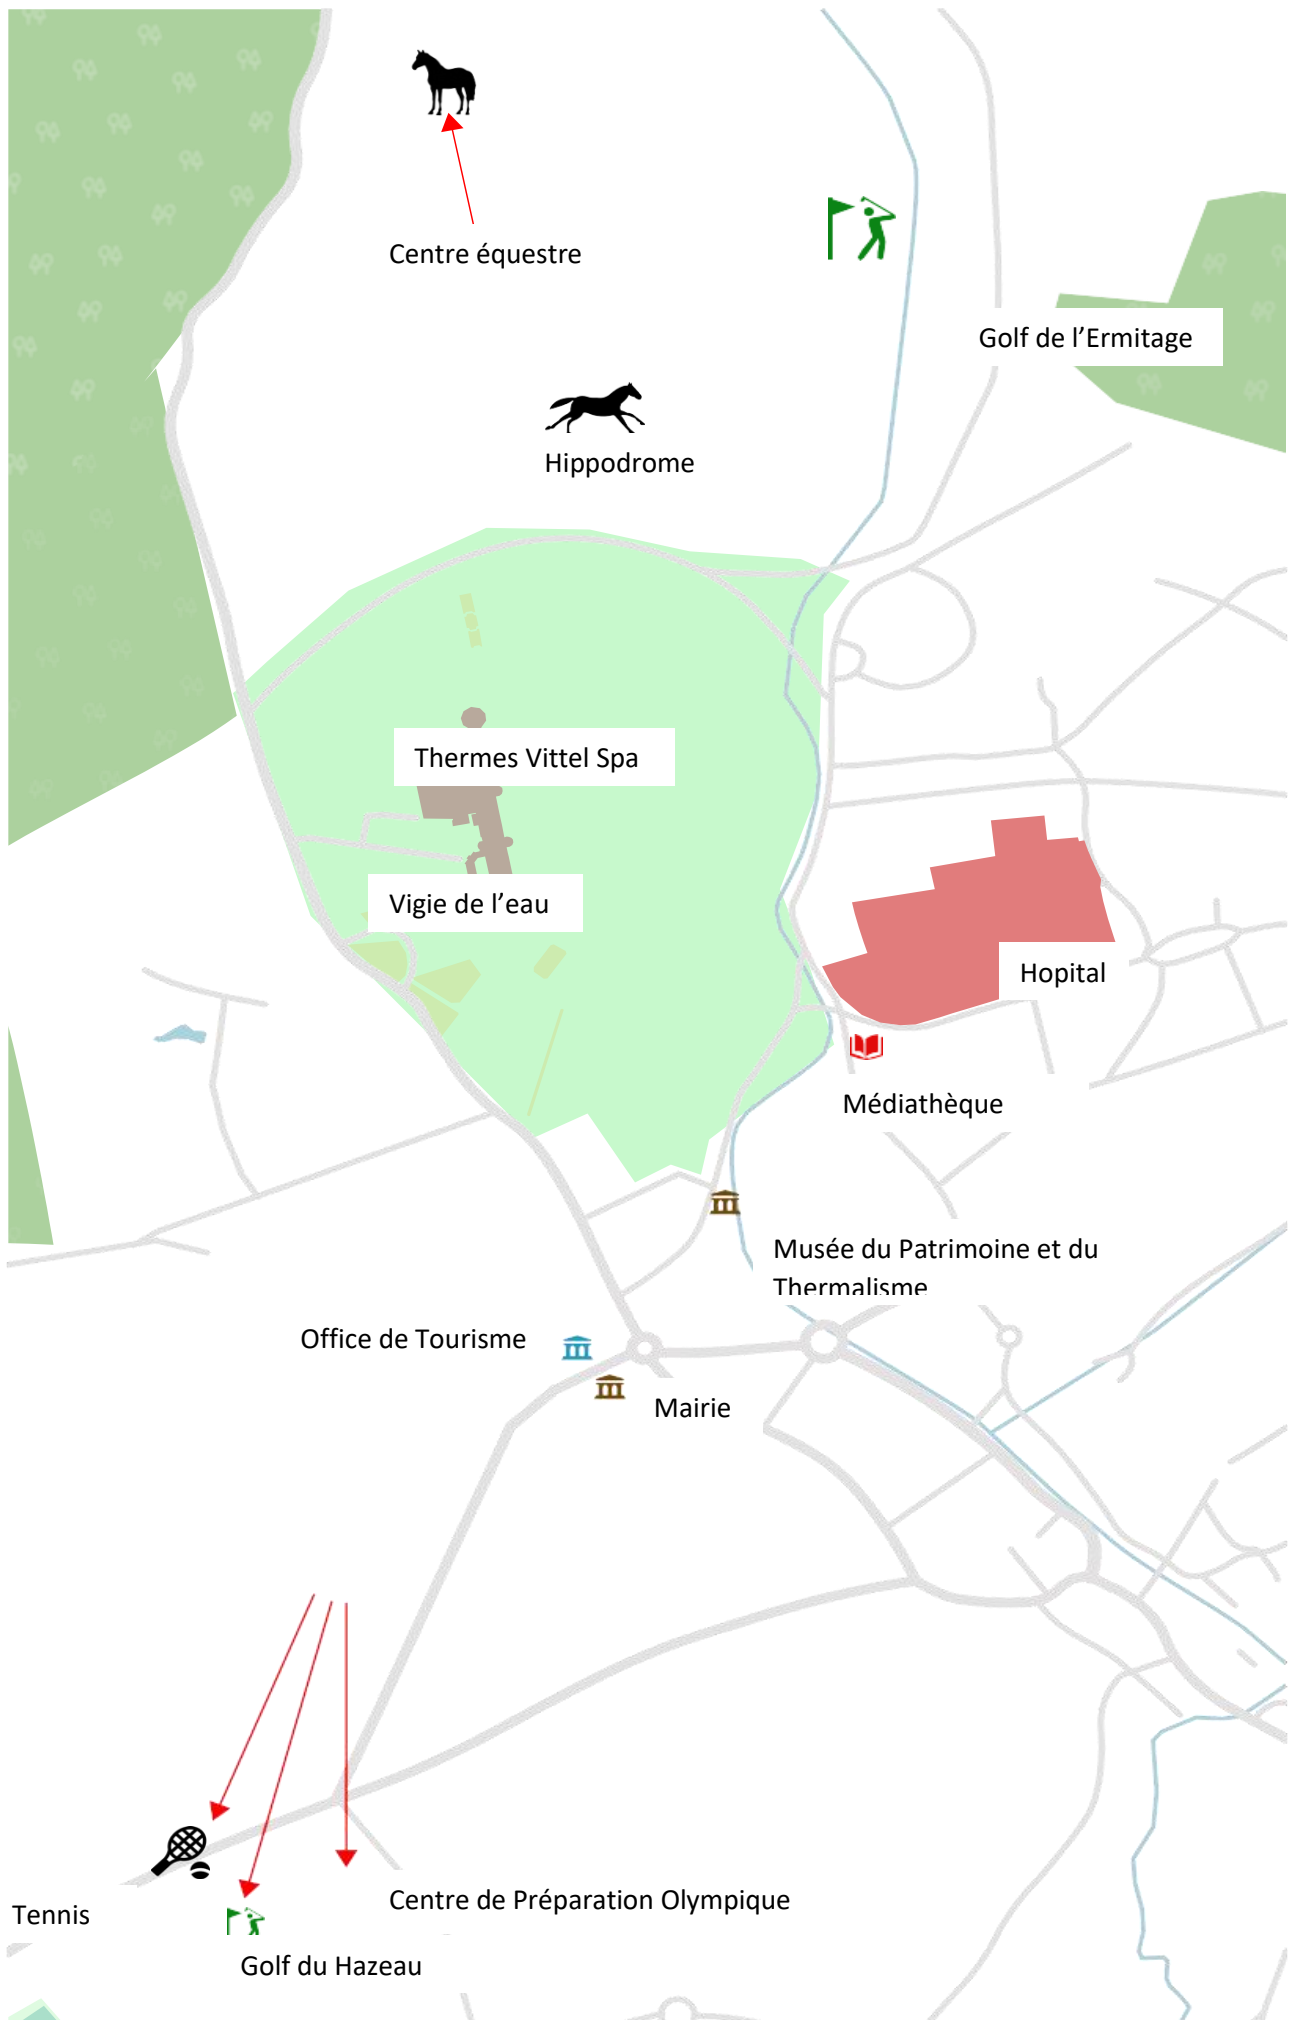 Centre équestre
Golf de l’Ermitage
Hippodrome
Thermes Vittel Spa
Vigie de l’eau
Hopital
Médiathèque
Musée du Patrimoine et du
Thermalisme
Office de Tourisme
Mairie
Centre de Préparation Olympique
Tennis
Golf du Hazeau